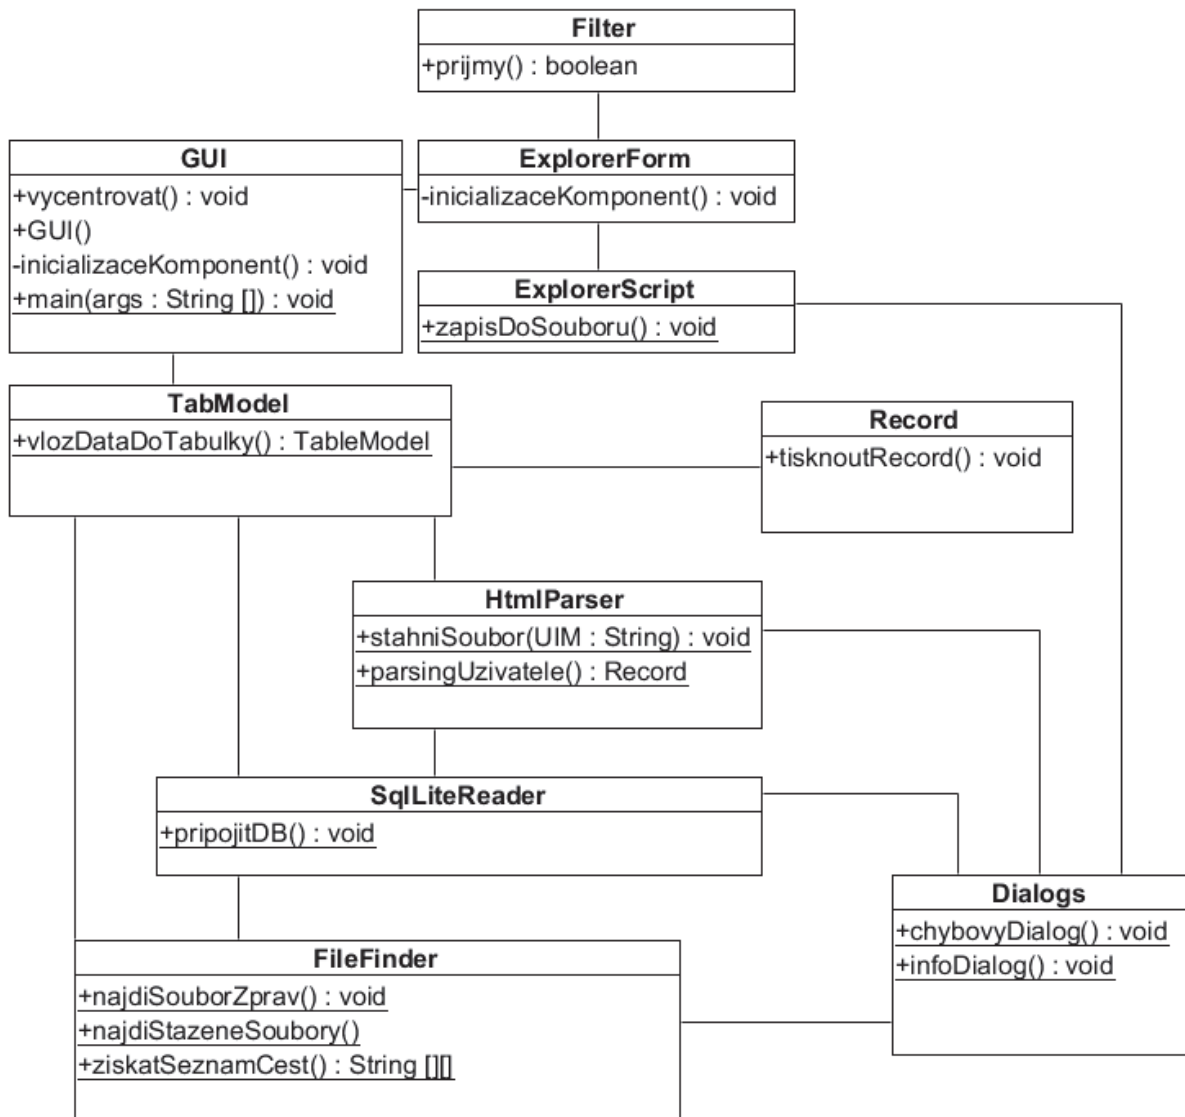 Filter
+prijmy() : boolean
GUI
+vycentrovat() : void
+GUI()
-inicializaceKomponent() : void
+main(args : String []) : void
ExplorerForm
-inicializaceKomponent() : void
ExplorerScript
+zapisDoSouboru() : void
TabModel
+vlozDataDoTabulky() : TableModel
Record
+tisknoutRecord() : void
HtmlParser
+stahniSoubor(UIM : String) : void
+parsingUzivatele() : Record
SqlLiteReader
+pripojitDB() : void
Dialogs
+chybovyDialog() : void
+infoDialog() : void
FileFinder
+najdiSouborZprav() : void
+najdiStazeneSoubory()
+ziskatSeznamCest() : String [][]